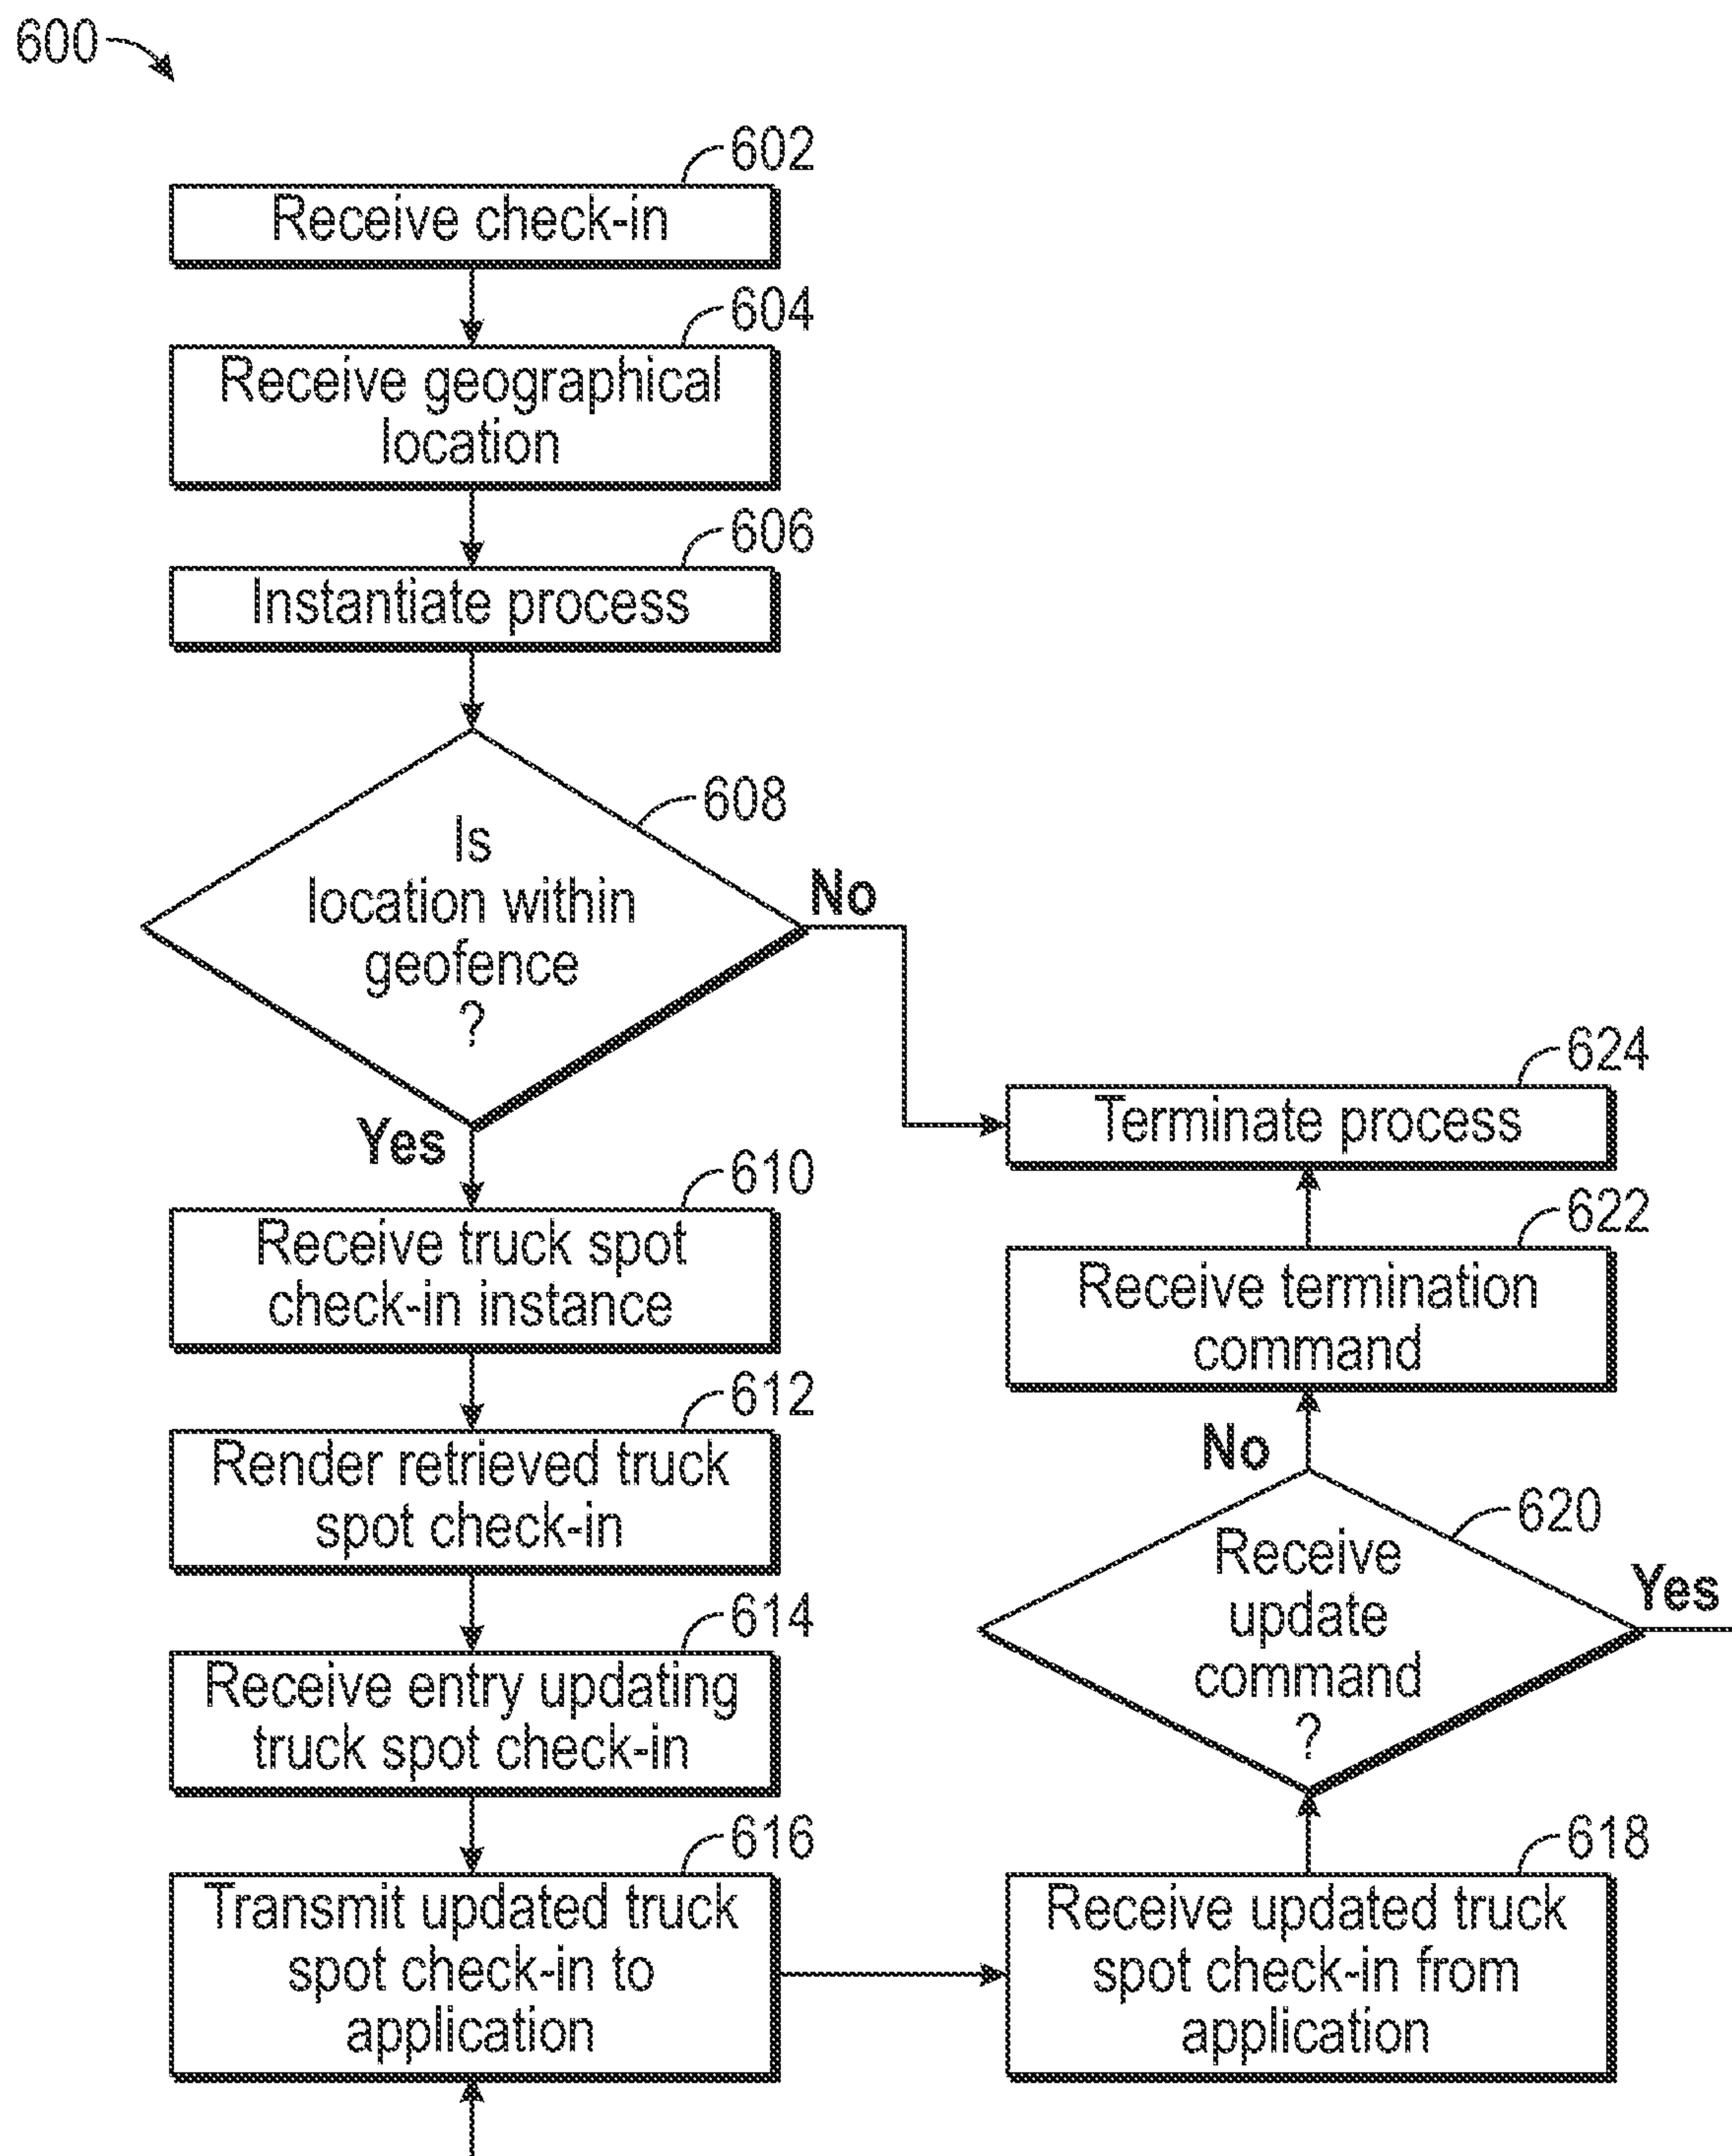 600
602
Receive check-in
604
Receive geographical
location
606
Instantiate process
608
Is
location within
geofence
?
No
Yes
610
Receive truck spot
check-in instance
612
Render retrieved truck
spot check-in
614
Receive entry updating
truck spot check-in
616
Transmit updated truck
spot check-in to
application
618
Receive updated truck
spot check-in from
application
620
Receive
update
command
?
Yes
No
622
Receive termination
command
624
Terminate process